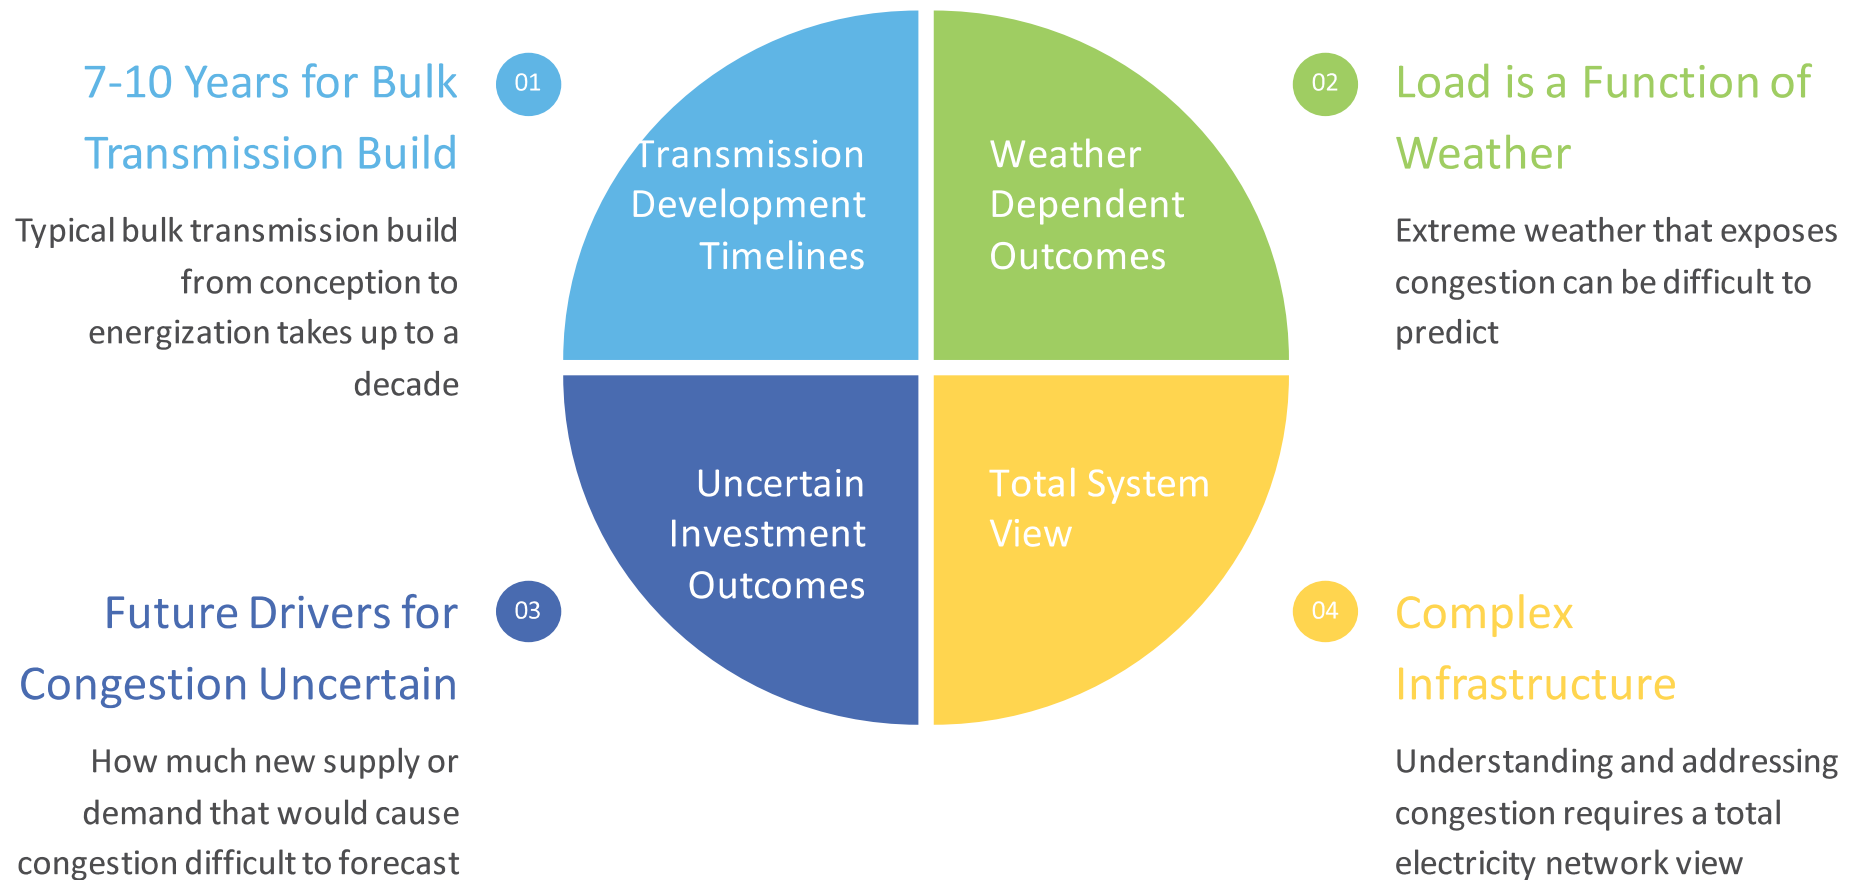 01
7-10 Years for Bulk
Transmission Build
Typical bulk transmission build
from conception to
energization takes up to a
decade
Transmission
Development
Timelines
Weather
Dependent
Outcomes
02
Load is a Function of
Weather
Extreme weather that exposes
congestion can be difficult to
predict
03
Future Drivers for
Congestion Uncertain
How much new supply or
demand that would cause
congestion difficult to forecast
Uncertain
Investment
Outcomes
Total System
View
04
Complex
Infrastructure
Understanding and addressing
congestion requires a total
electricity network view